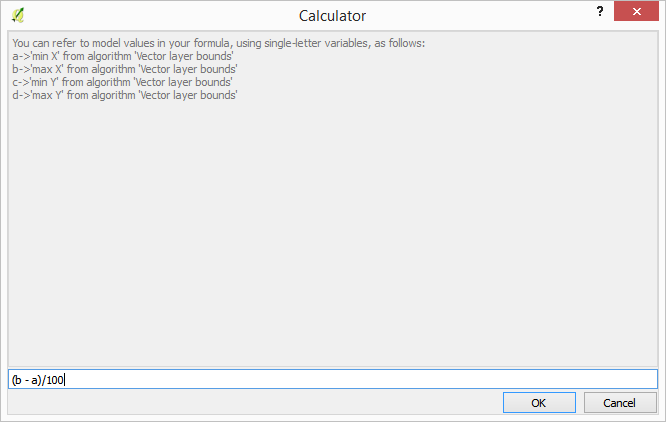 Calculator
?
You can refer to model values in your formula, using single-letter variables, as follows:
a->'min X' from algorithm 'Vector layer bounds'
b->'max X' from algorithm 'Vector layer bounds'
c->'min Y' from algorithm 'Vector layer bounds'
d->'max Y' from algorithm 'Vector layer bounds'
(b - a)/100
OK
Cancel